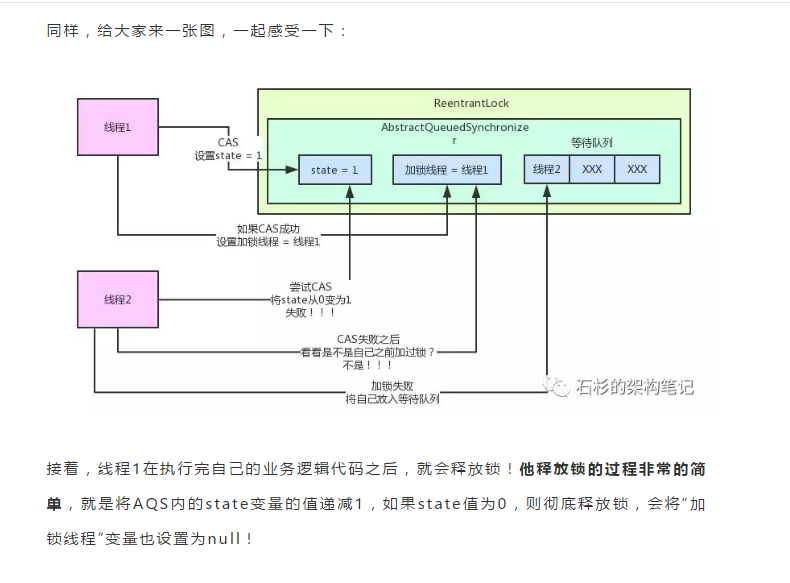 同样，给大家来一张图，一起感受一下：
ReentrantLock
AbstractQueuedSynchronize
r
等待队列
线程1
CAS
设置state = 1
state = 1
加锁线程 = 线程1
线程2
XXX
XXX
如果CAS成功
设置加锁线程 = 线程1
线程2
尝试CAS
将state从0变为1
失败！！！
CAS失败之后
看看是不是自己之前加过锁？
不是！！！
加锁失败
将自己放入等待队列
石杉的架构笔记
接着，线程1在执行完自己的业务逻辑代码之后，就会释放锁！他释放锁的过程非常的简
单，就是将AQS内的state变量的值递减1，如果state值为0，则彻底释放锁，会将“加
锁线程”变量也设置为null！